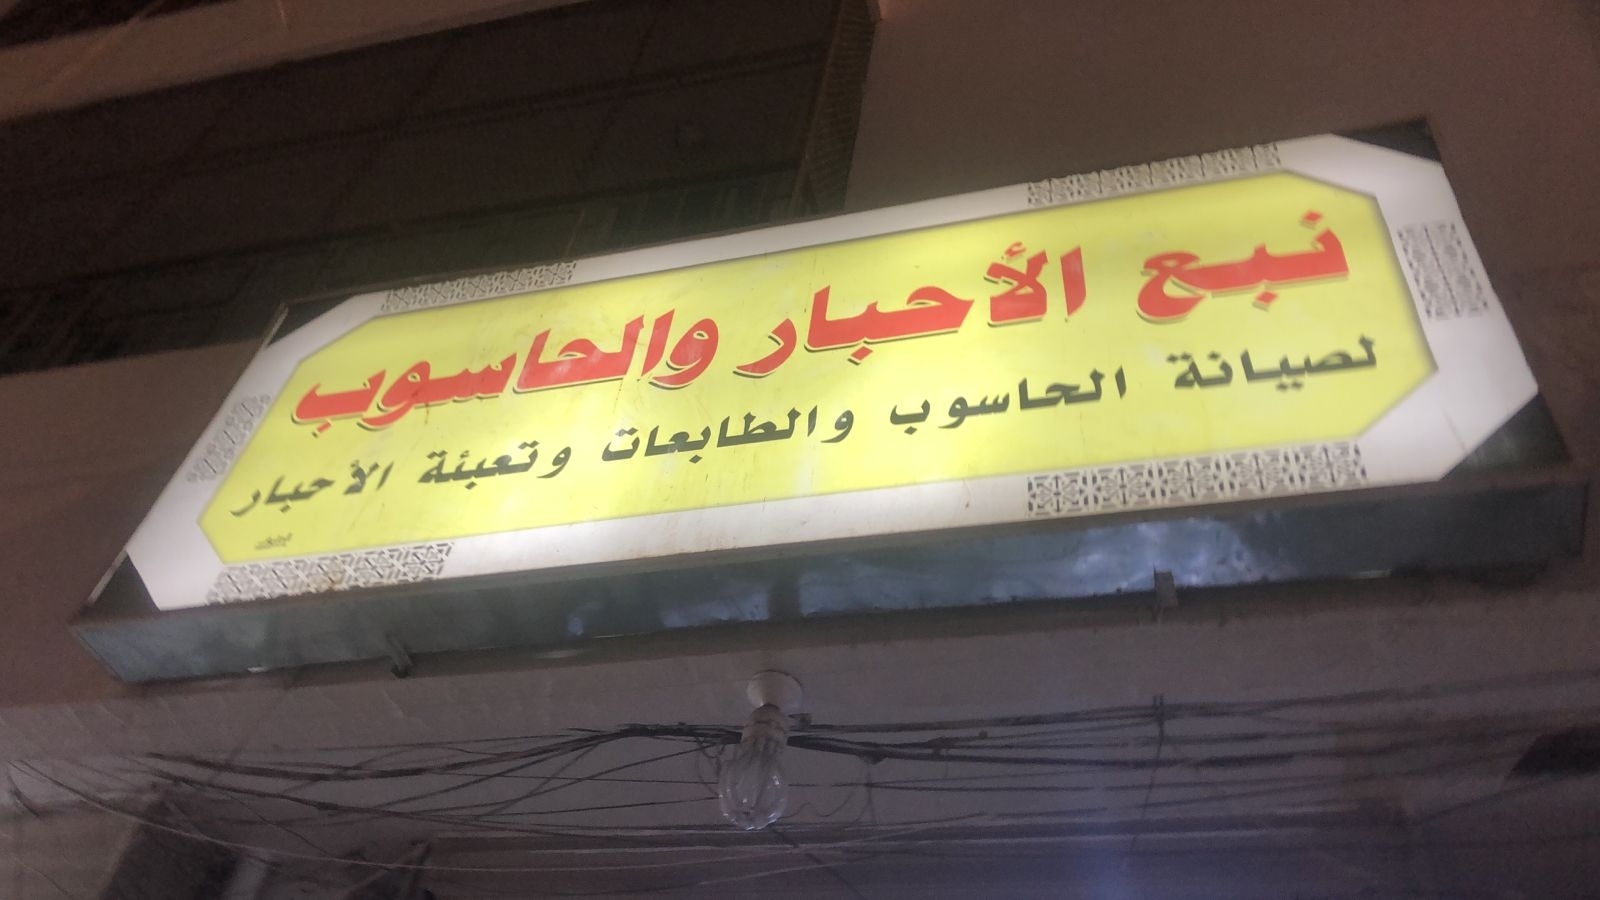 نبع الأحبار والحاسوب
لصيانة الحاسوب والطابعات وتعبئة الأحبار